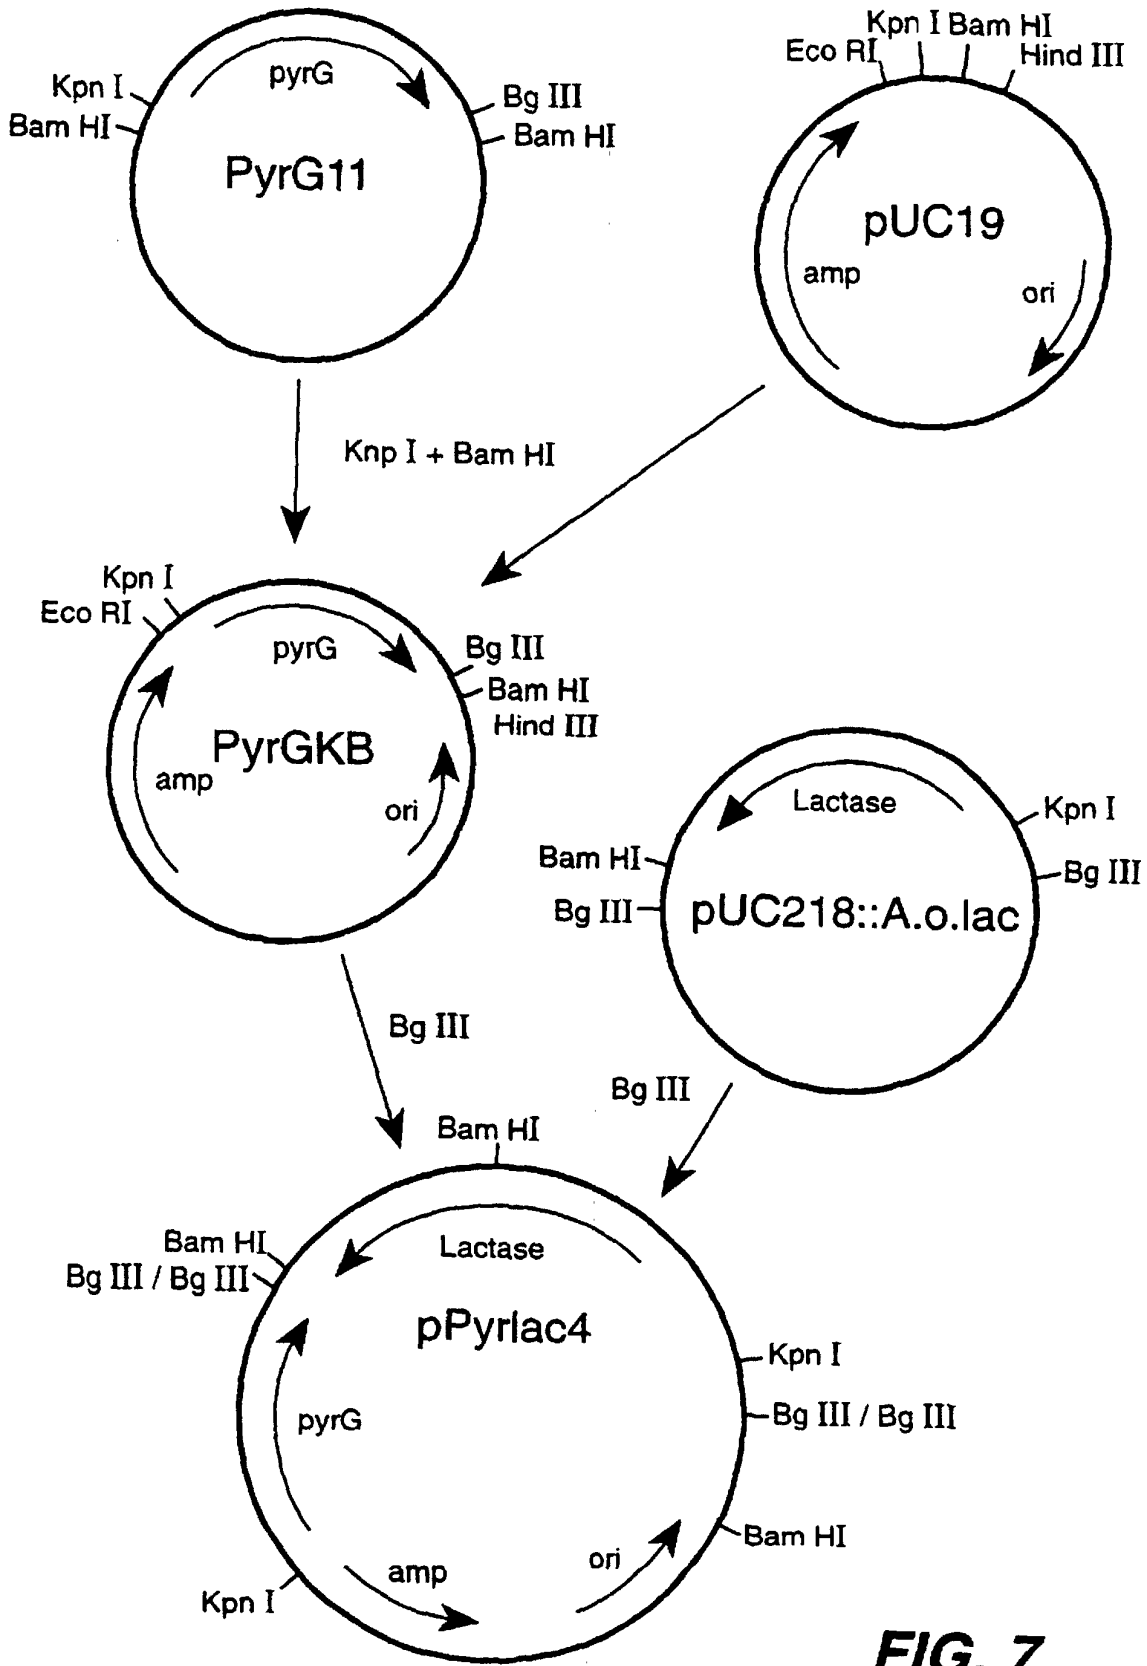 pyrG
Kpn I
Bam HI
Bg III
Bam HI
PyrG11
Kpn I Bam HI
Eco RI
Hind III
pUC19
amp
ori
Knp I + Bam HI
Kpn I
Eco RI
pyrG
Bg III
Bam HI
Hind III
PyrGKB
amp
ori
Lactase
Kpn I
Bam HI
Bg III
Bg III
pUC218::A.o.lac
Bg III
Bg III
Bam HI
Bam HI
Bg III / Bg III
Lactase
pPyrlac4
Kpn I
Bg III / Bg III
pyrG
Bam HI
amp
ori
Kpn I
FIG. 7